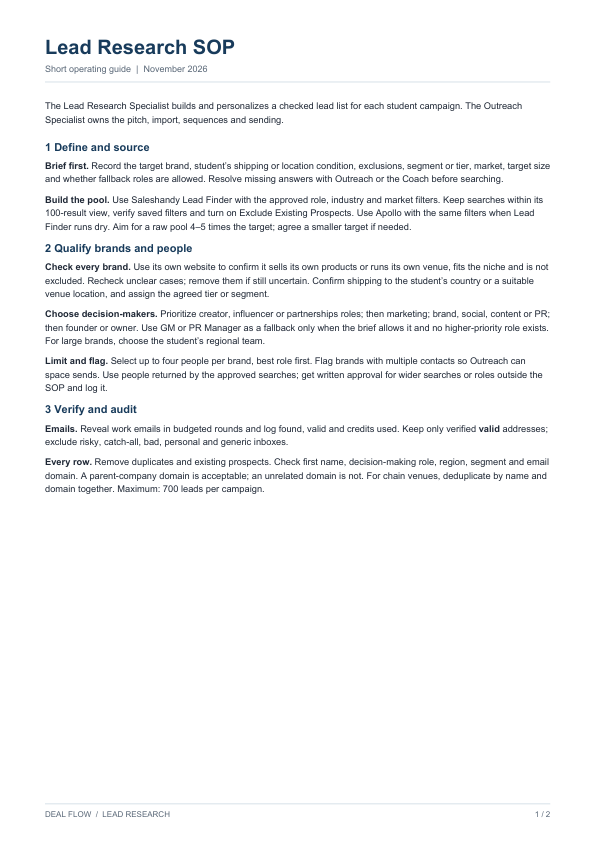 Lead Research SOP
Short operating guide | November 2026
The Lead Research Specialist builds and personalizes a checked lead list for each student campaign. The Outreach
Specialist owns the pitch, import, sequences and sending.
1 Define and source
Brief first. Record the target brand, student’s shipping or location condition, exclusions, segment or tier, market, target size
and whether fallback roles are allowed. Resolve missing answers with Outreach or the Coach before searching.
Build the pool. Use Saleshandy Lead Finder with the approved role, industry and market filters. Keep searches within its
100-result view, verify saved filters and turn on Exclude Existing Prospects. Use Apollo with the same filters when Lead
Finder runs dry. Aim for a raw pool 4–5 times the target; agree a smaller target if needed.
2 Qualify brands and people
Check every brand. Use its own website to confirm it sells its own products or runs its own venue, fits the niche and is not
excluded. Recheck unclear cases; remove them if still uncertain. Confirm shipping to the student’s country or a suitable
venue location, and assign the agreed tier or segment.
Choose decision-makers. Prioritize creator, influencer or partnerships roles; then marketing; brand, social, content or PR;
then founder or owner. Use GM or PR Manager as a fallback only when the brief allows it and no higher-priority role exists.
For large brands, choose the student’s regional team.
Limit and flag. Select up to four people per brand, best role first. Flag brands with multiple contacts so Outreach can
space sends. Use people returned by the approved searches; get written approval for wider searches or roles outside the
SOP and log it.
3 Verify and audit
Emails. Reveal work emails in budgeted rounds and log found, valid and credits used. Keep only verified valid addresses;
exclude risky, catch-all, bad, personal and generic inboxes.
Every row. Remove duplicates and existing prospects. Check first name, decision-making role, region, segment and email
domain. A parent-company domain is acceptable; an unrelated domain is not. For chain venues, deduplicate by name and
domain together. Maximum: 700 leads per campaign.
DEAL FLOW / LEAD RESEARCH
1 / 2